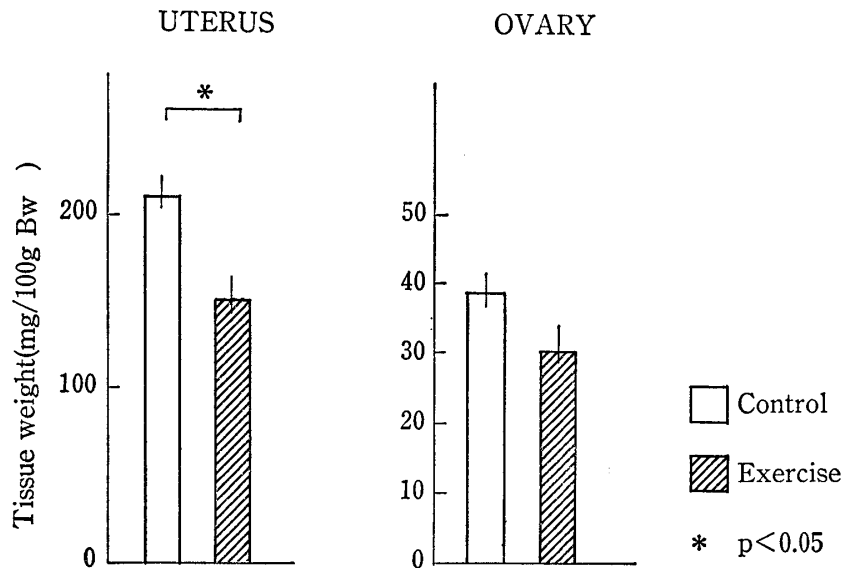 UTERUS
OVARY
*
Tissue weight(mg/100g Bw )
200
100
0
50
40
30
20
10
0
Control
Exercise
* p<0.05